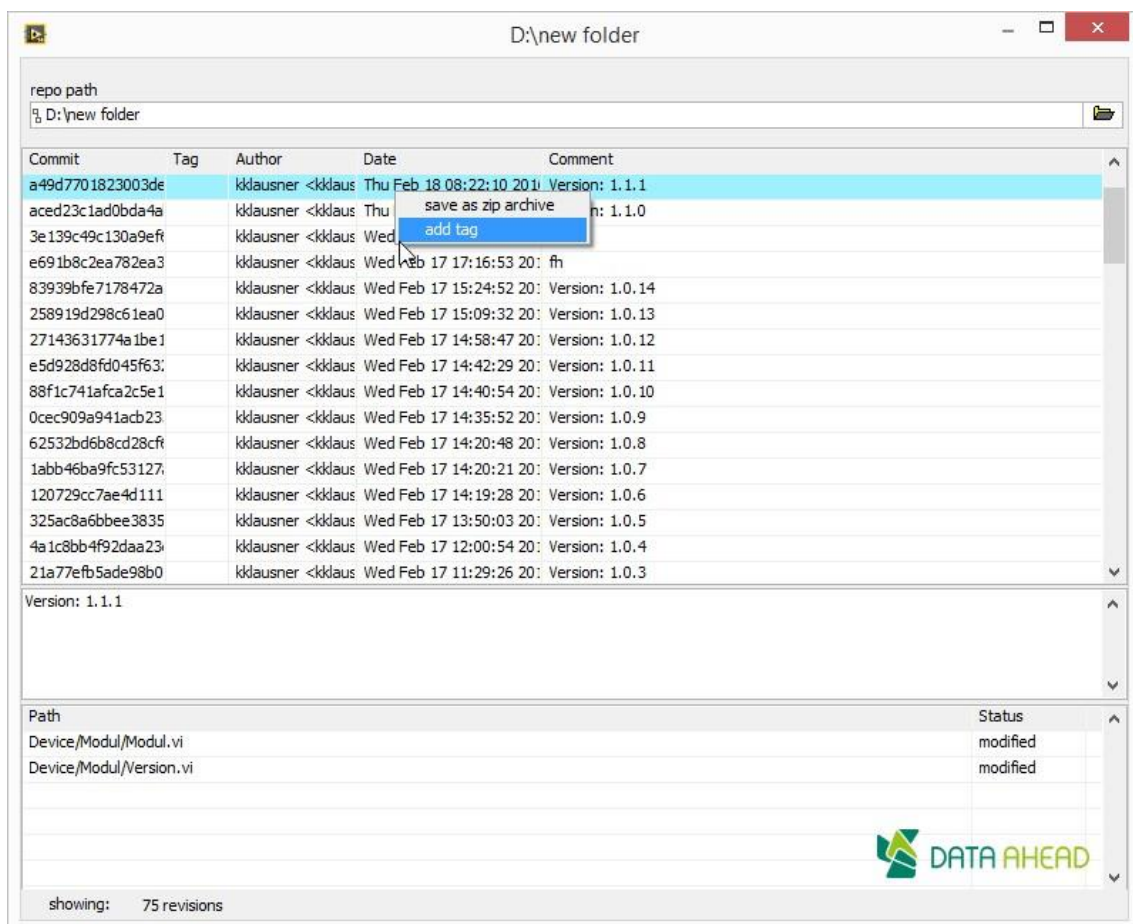 D:\new folder
repo path
D:\new folder
Commit Tag Author Date Comment
a49d7701823003de kklausner <kklaus Thu Feb 18 08:22:10 201 Version: 1.1.1
save as zip archive
aced23c1ad0bda4a kklausner <kklaus Thu n: 1.1.0
add tag
3e139c49c130a9ef kklausner <kklaus Wed
e691b8c2ea782ea3 kklausner <kklaus Wed Feb 17 17:16:53 201 fh
83939bfe7178472a kklausner <kklaus Wed Feb 17 15:24:52 201 Version: 1.0.14
258919d298c61ea0 kklausner <kklaus Wed Feb 17 15:09:32 201 Version: 1.0.13
27143631774a1be1 kklausner <kklaus Wed Feb 17 14:58:47 201 Version: 1.0.12
e5d928d8fd045f63 kklausner <kklaus Wed Feb 17 14:42:29 201 Version: 1.0.11
88f1c741afca2c5e1 kklausner <kklaus Wed Feb 17 14:40:54 201 Version: 1.0.10
0cec909a941acb23 kklausner <kklaus Wed Feb 17 14:35:52 201 Version: 1.0.9
62532bd6b8cd28cf kklausner <kklaus Wed Feb 17 14:20:48 201 Version: 1.0.8
1abb46ba9fc53127 kklausner <kklaus Wed Feb 17 14:20:21 201 Version: 1.0.7
120729cc7ae4d111 kklausner <kklaus Wed Feb 17 14:19:28 201 Version: 1.0.6
325ac8a6bbee3835 kklausner <kklaus Wed Feb 17 13:50:03 201 Version: 1.0.5
4a1c8bb4f92daa23 kklausner <kklaus Wed Feb 17 12:00:54 201 Version: 1.0.4
21a77efb5ade98b0 kklausner <kklaus Wed Feb 17 11:29:26 201 Version: 1.0.3
Version: 1.1.1
Path Status
Device/Modul/Modul.vi modified
Device/Modul/Version.vi modified
DATA AHEAD
showing: 75 revisions